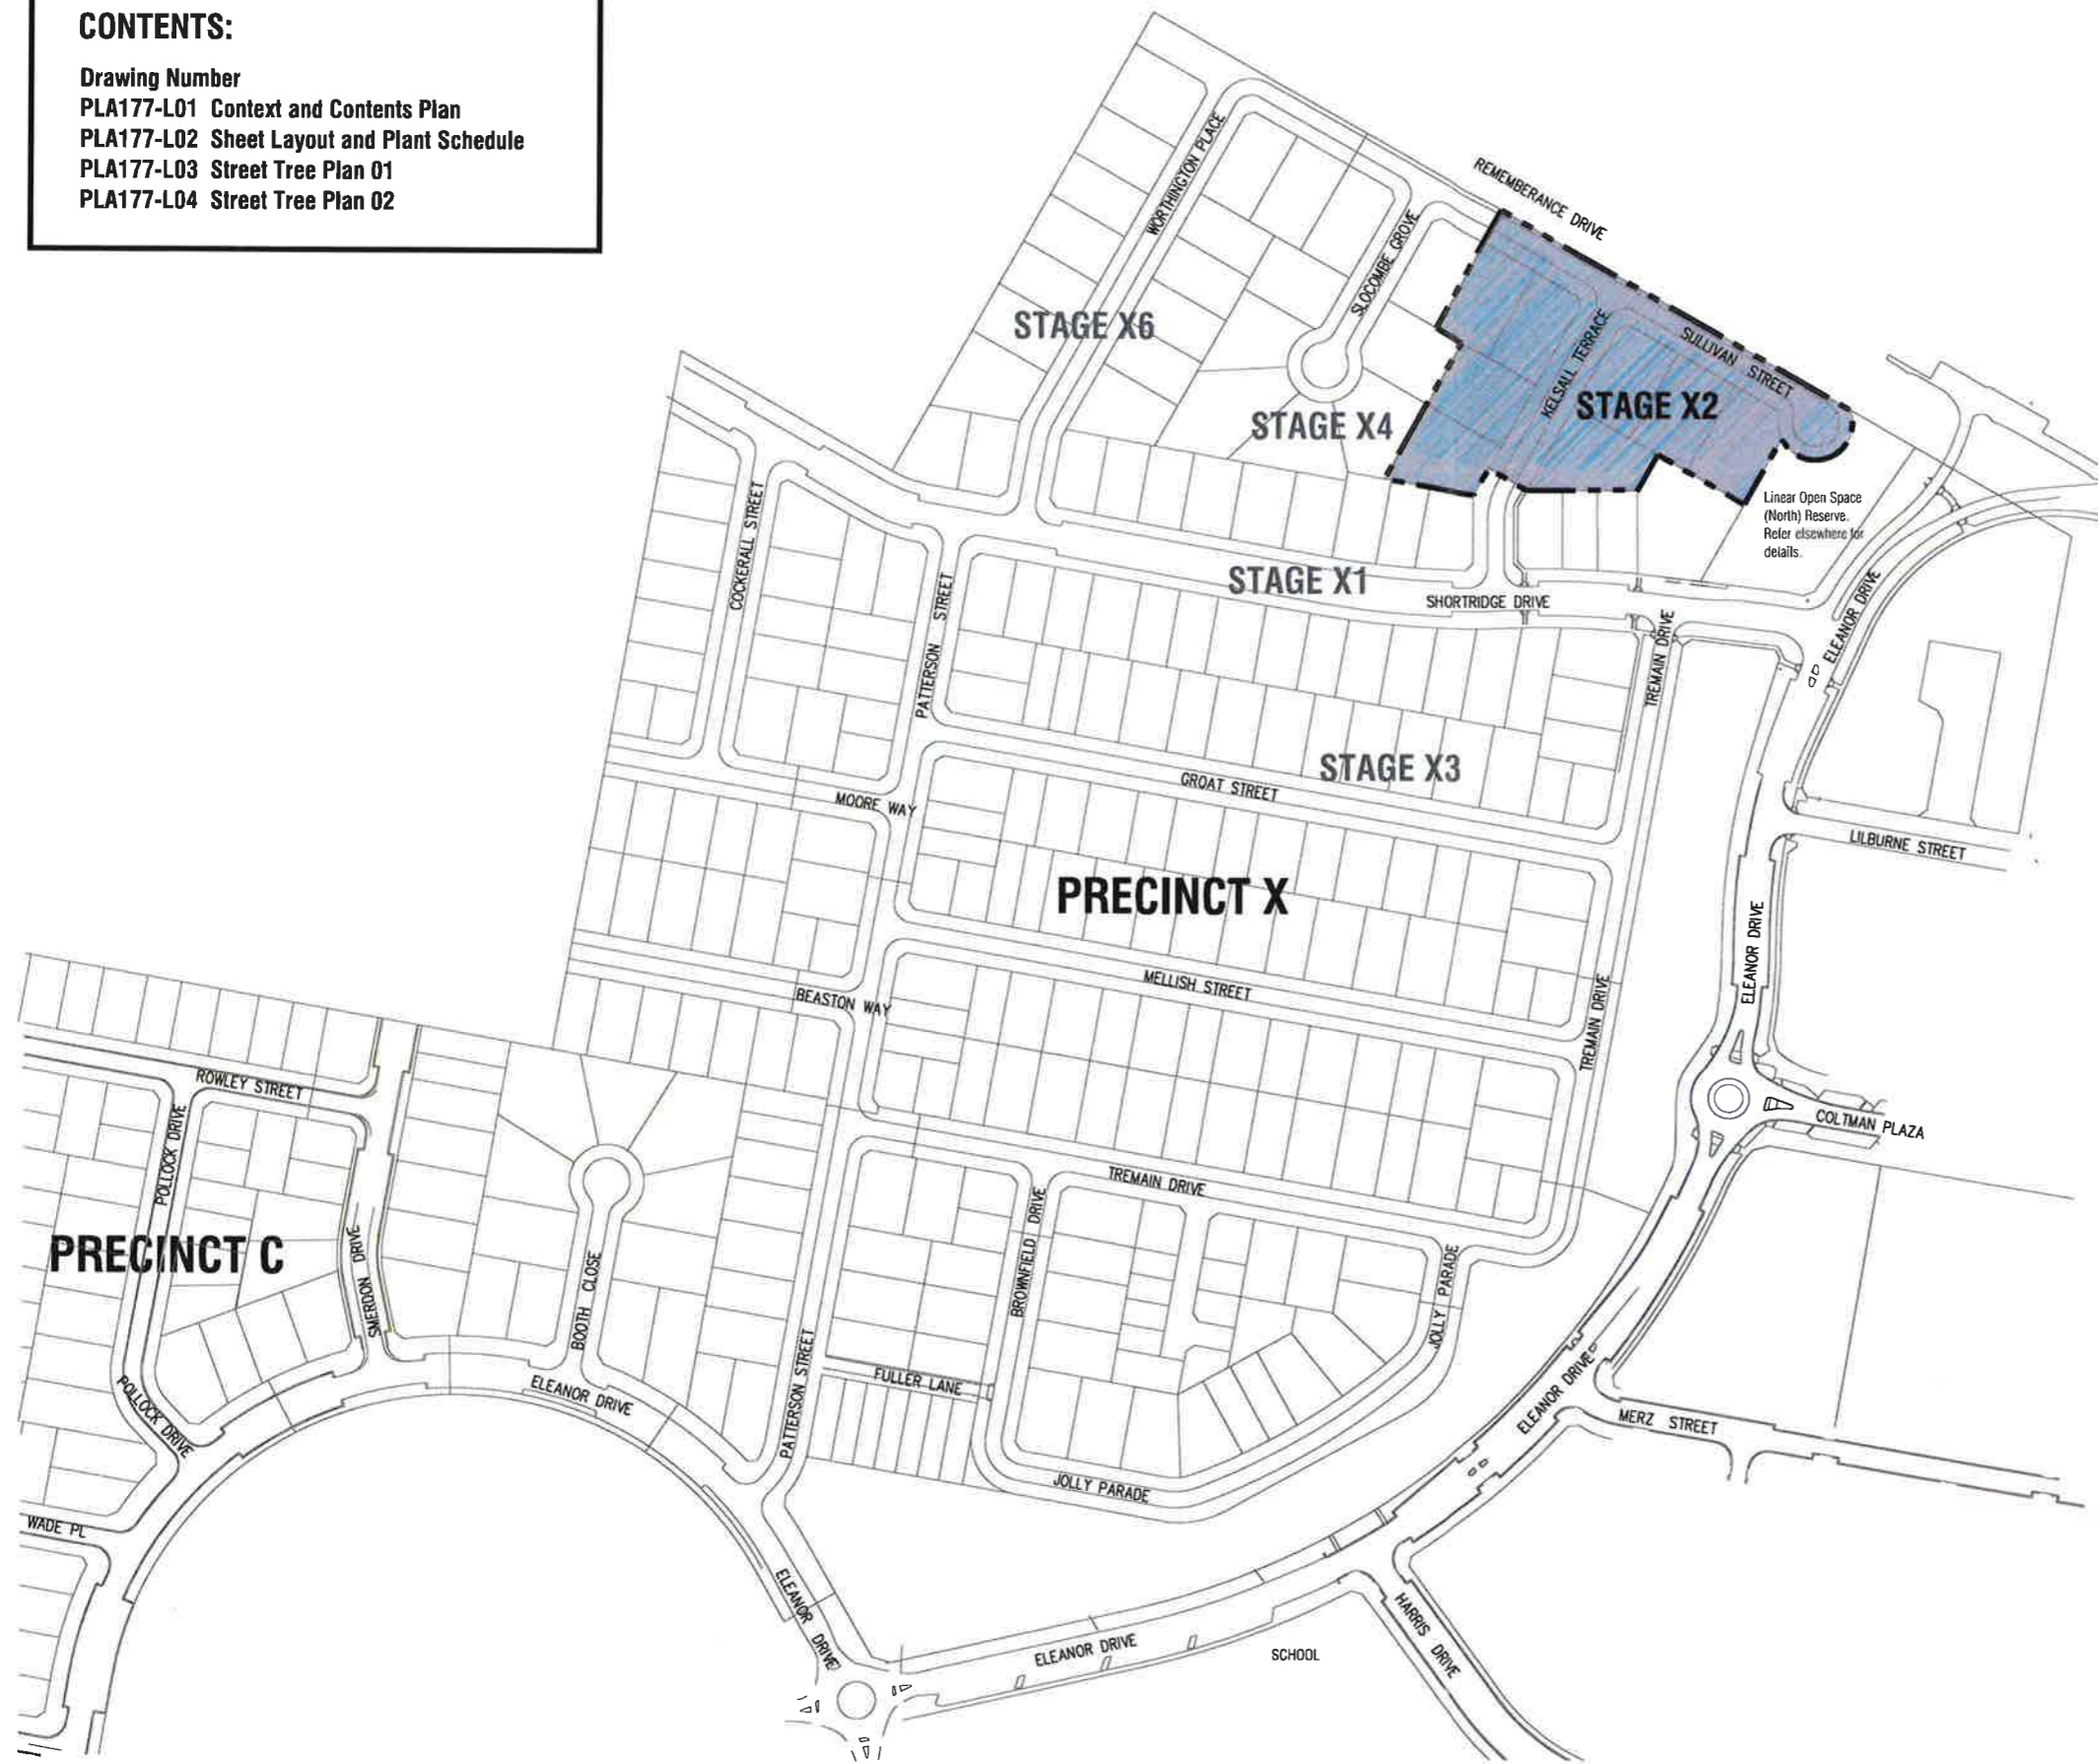 CONTENTS:
Drawing Number
PLA177-L01 Context and Contents Plan
PLA177-L02 Sheet Layout and Plant Schedule
PLA177-L03 Street Tree Plan 01
PLA177-L04 Street Tree Plan 02
REMEMBERANCE DRIVE
WORTHINGTON PLACE
SLOCOMBE GROVE
STAGE X6
KELSALL TERRACE
SULLIVAN STREET
STAGE X2
STAGE X4
Linear Open Space
(North) Reserve.
Refer elsewhere for
details.
COCKERALL STREET
PATTERSON STREET
STAGE X1
SHORTRIDGE DRIVE
TREMAIN DRIVE
ELEANOR DRIVE
STAGE X3
GROAT STREET
MOORE WAY
LILBURNE STREET
PRECINCT X
ELEANOR DRIVE
MELLISH STREET
BEASTON WAY
TREMAIN DRIVE
ROWLEY STREET
POLLOCK DRIVE
COLTMAN PLAZA
TREMAIN DRIVE
BROWNFIELD DRIVE
PRECINCT C
SMERDON DRIVE
BOOTH CLOSE
JOLLY PARADE
PATTERSON STREET
FULLER LANE
ELEANOR DRIVE
ELEANOR DRIVE
POLLOCK DRIVE
MERZ STREET
JOLLY PARADE
WADE PL
ELEANOR DRIVE
ELEANOR DRIVE
SCHOOL
HARRIS DRIVE